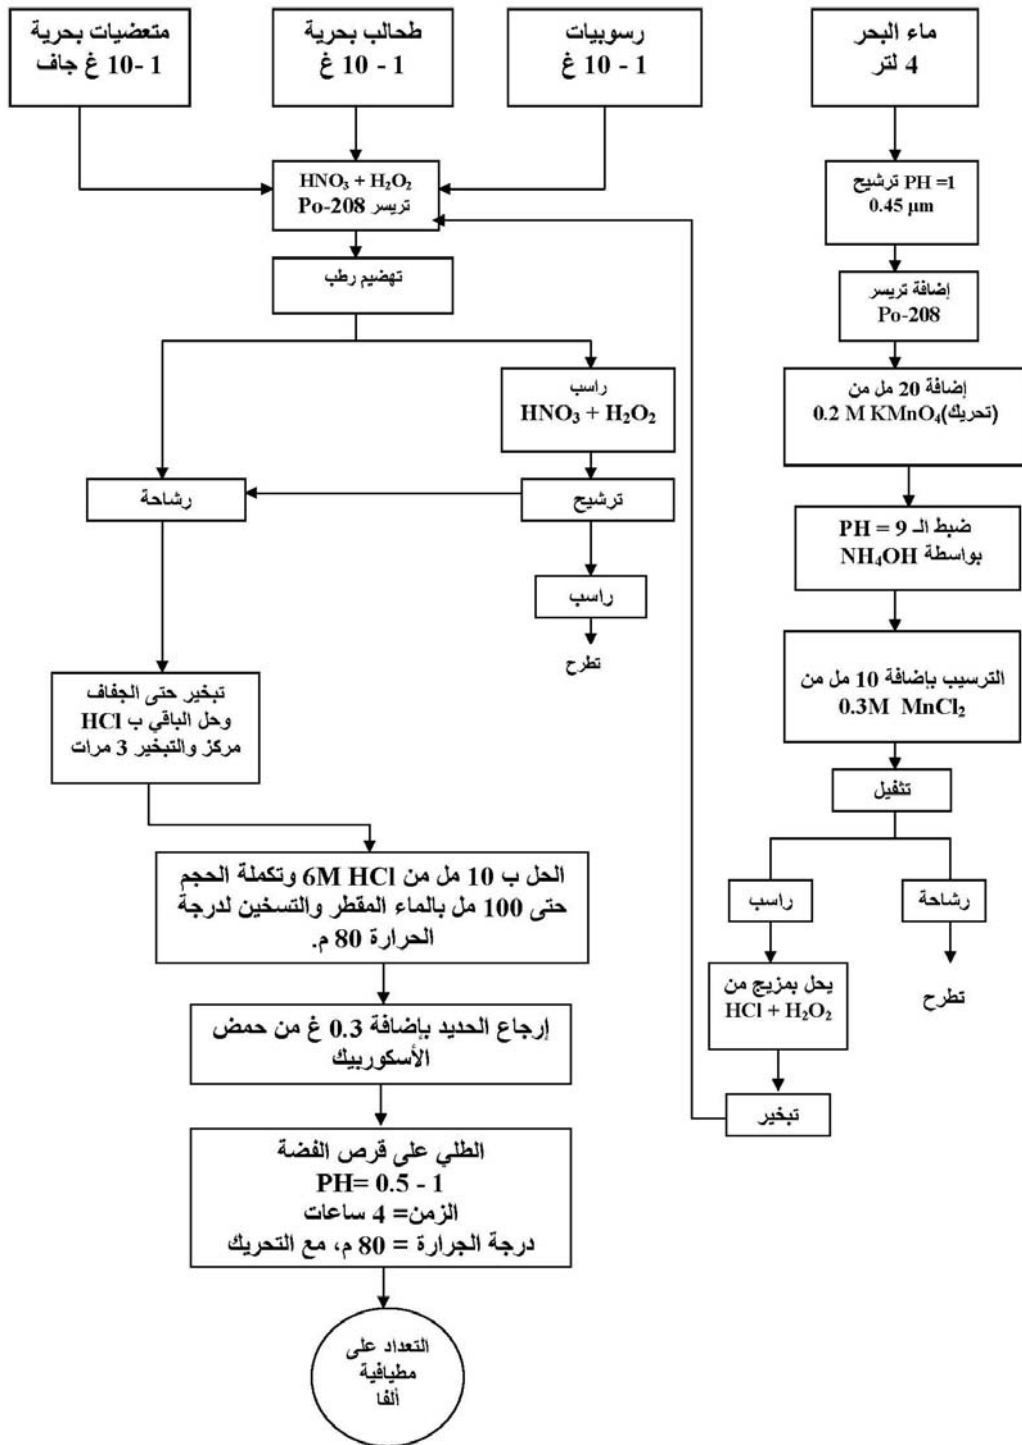 ماء البحر
4 لتر
رسوبيات
1 - 10 غ
طحالب بحرية
1 - 10 غ
متعضيات بحرية
1 -10 غ جاف
PH =1 ترشيح
0.45 µm
إضافة تريسر
Po-208
إضافة 20 مل من
0.2 M KMnO₄(تحريك)
ضبط الـ PH = 9
بواسطة NH₄OH
الترسيب بإضافة 10 مل من
0.3M MnCl₂
تثفيل
رشاحة
تطرح
راسب
يحل بمزيج من
HCl + H₂O₂
تبخير
HNO₃ + H₂O₂
تريسر Po-208
تهضيم رطب
راسب
HNO₃ + H₂O₂
ترشيح
رشاحة
راسب
تطرح
تبخير حتى الجفاف
وحل الباقي ب HCl
مركز والتبخير 3 مرات
الحل ب 10 مل من 6M HCl وتكملة الحجم
حتى 100 مل بالماء المقطر والتسخين لدرجة
الحرارة 80 م.
إرجاع الحديد بإضافة 0.3 غ من حمض
الأسكوربيك
الطلي على قرص الفضة
PH= 0.5 - 1
الزمن= 4 ساعات
درجة الجرارة = 80 م، مع التحريك
التعداد على
مطيافية
ألفا